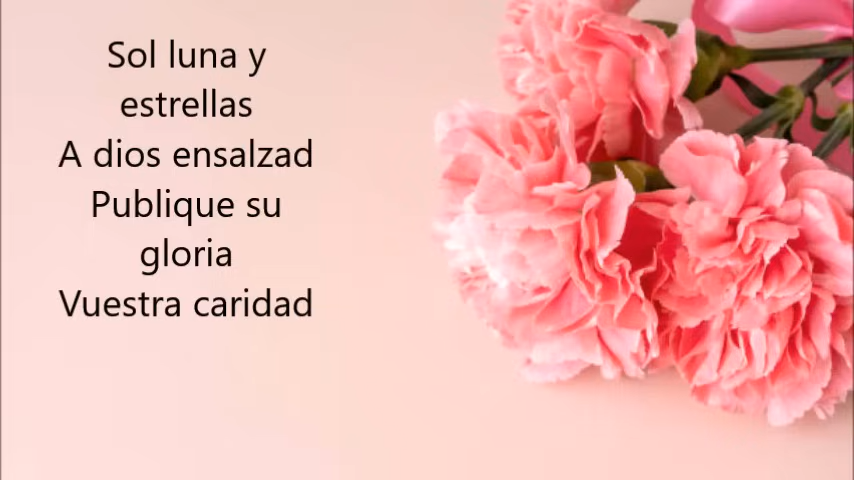 Sol luna y
estrellas
A dios ensalzad
Publique su
gloria
Vuestra caridad